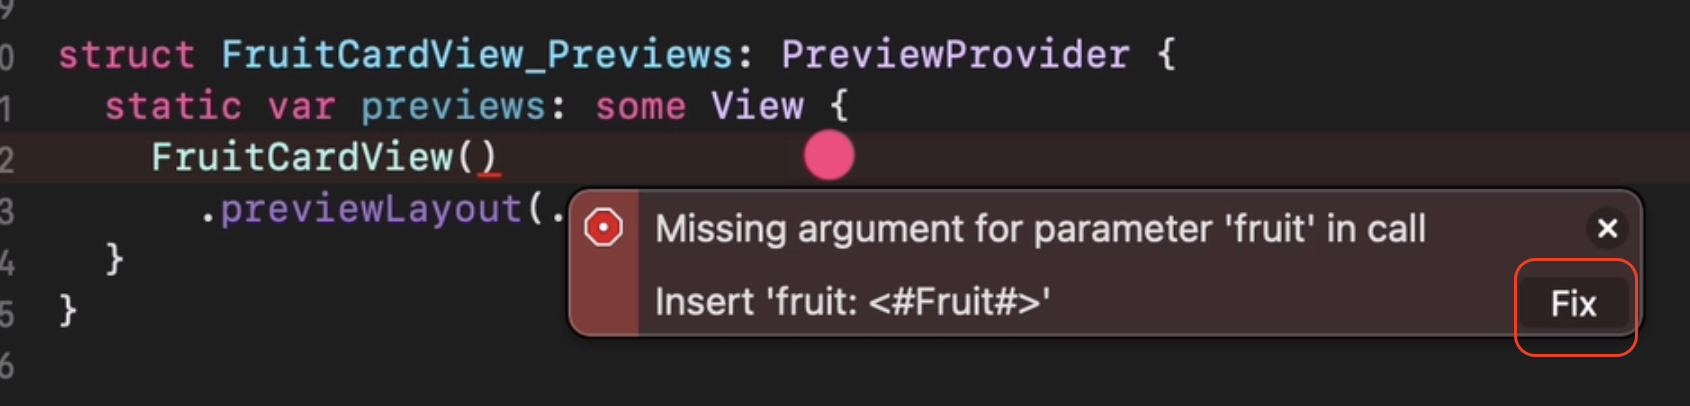 9
0 struct FruitCardView_Previews: PreviewProvider {
1 static var previews: some View {
2 FruitCardView()
3 .previewLayout(.
Missing argument for parameter 'fruit' in call
4 }
Insert 'fruit: <#Fruit#>'
Fix
5 }
6